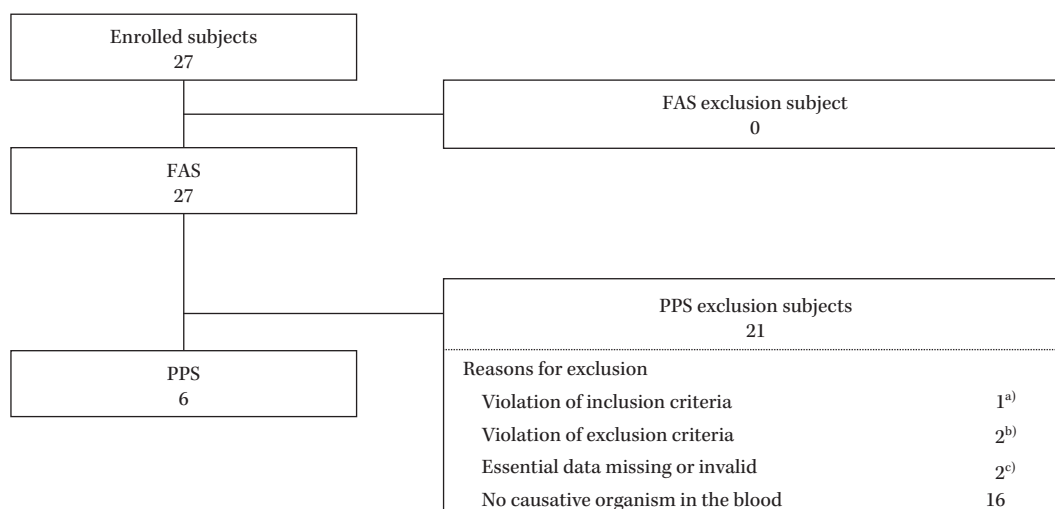 Enrolled subjects
27
FAS exclusion subject
0
FAS
27
PPS exclusion subjects
21
PPS
6
Reasons for exclusion
Violation of inclusion criteria 1a)
Violation of exclusion criteria 2b)
Essential data missing or invalid 2c)
No causative organism in the blood 16